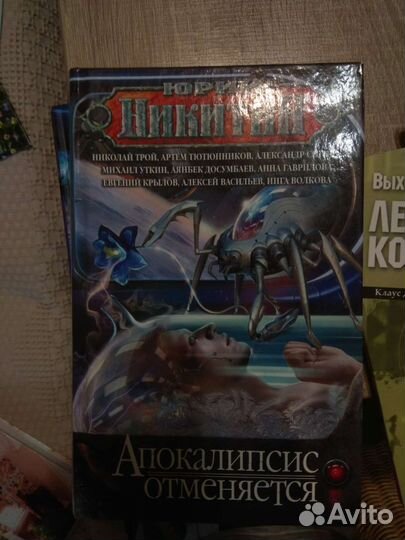 ЮРИЙ
НИКИТИН
НИКОЛАЙ ТРОЙ, АРТЕМ ТЮТЮННИКОВ, АЛЕКСАНДР
МИХАИЛ УТКИН, АЯНБЕК ДОСУМБАЕВ, АННА ГАВРИЛОВА,
ЕВГЕНИЙ КРЫЛОВ, АЛЕКСЕЙ ВАСИЛЬЕВ, ИНГА ВОЛКОВА
АПОКАЛИПСИС
ОТМЕНЯЕТСЯ
ВЫХ
ЛЕ
КО
Клаус
Avito